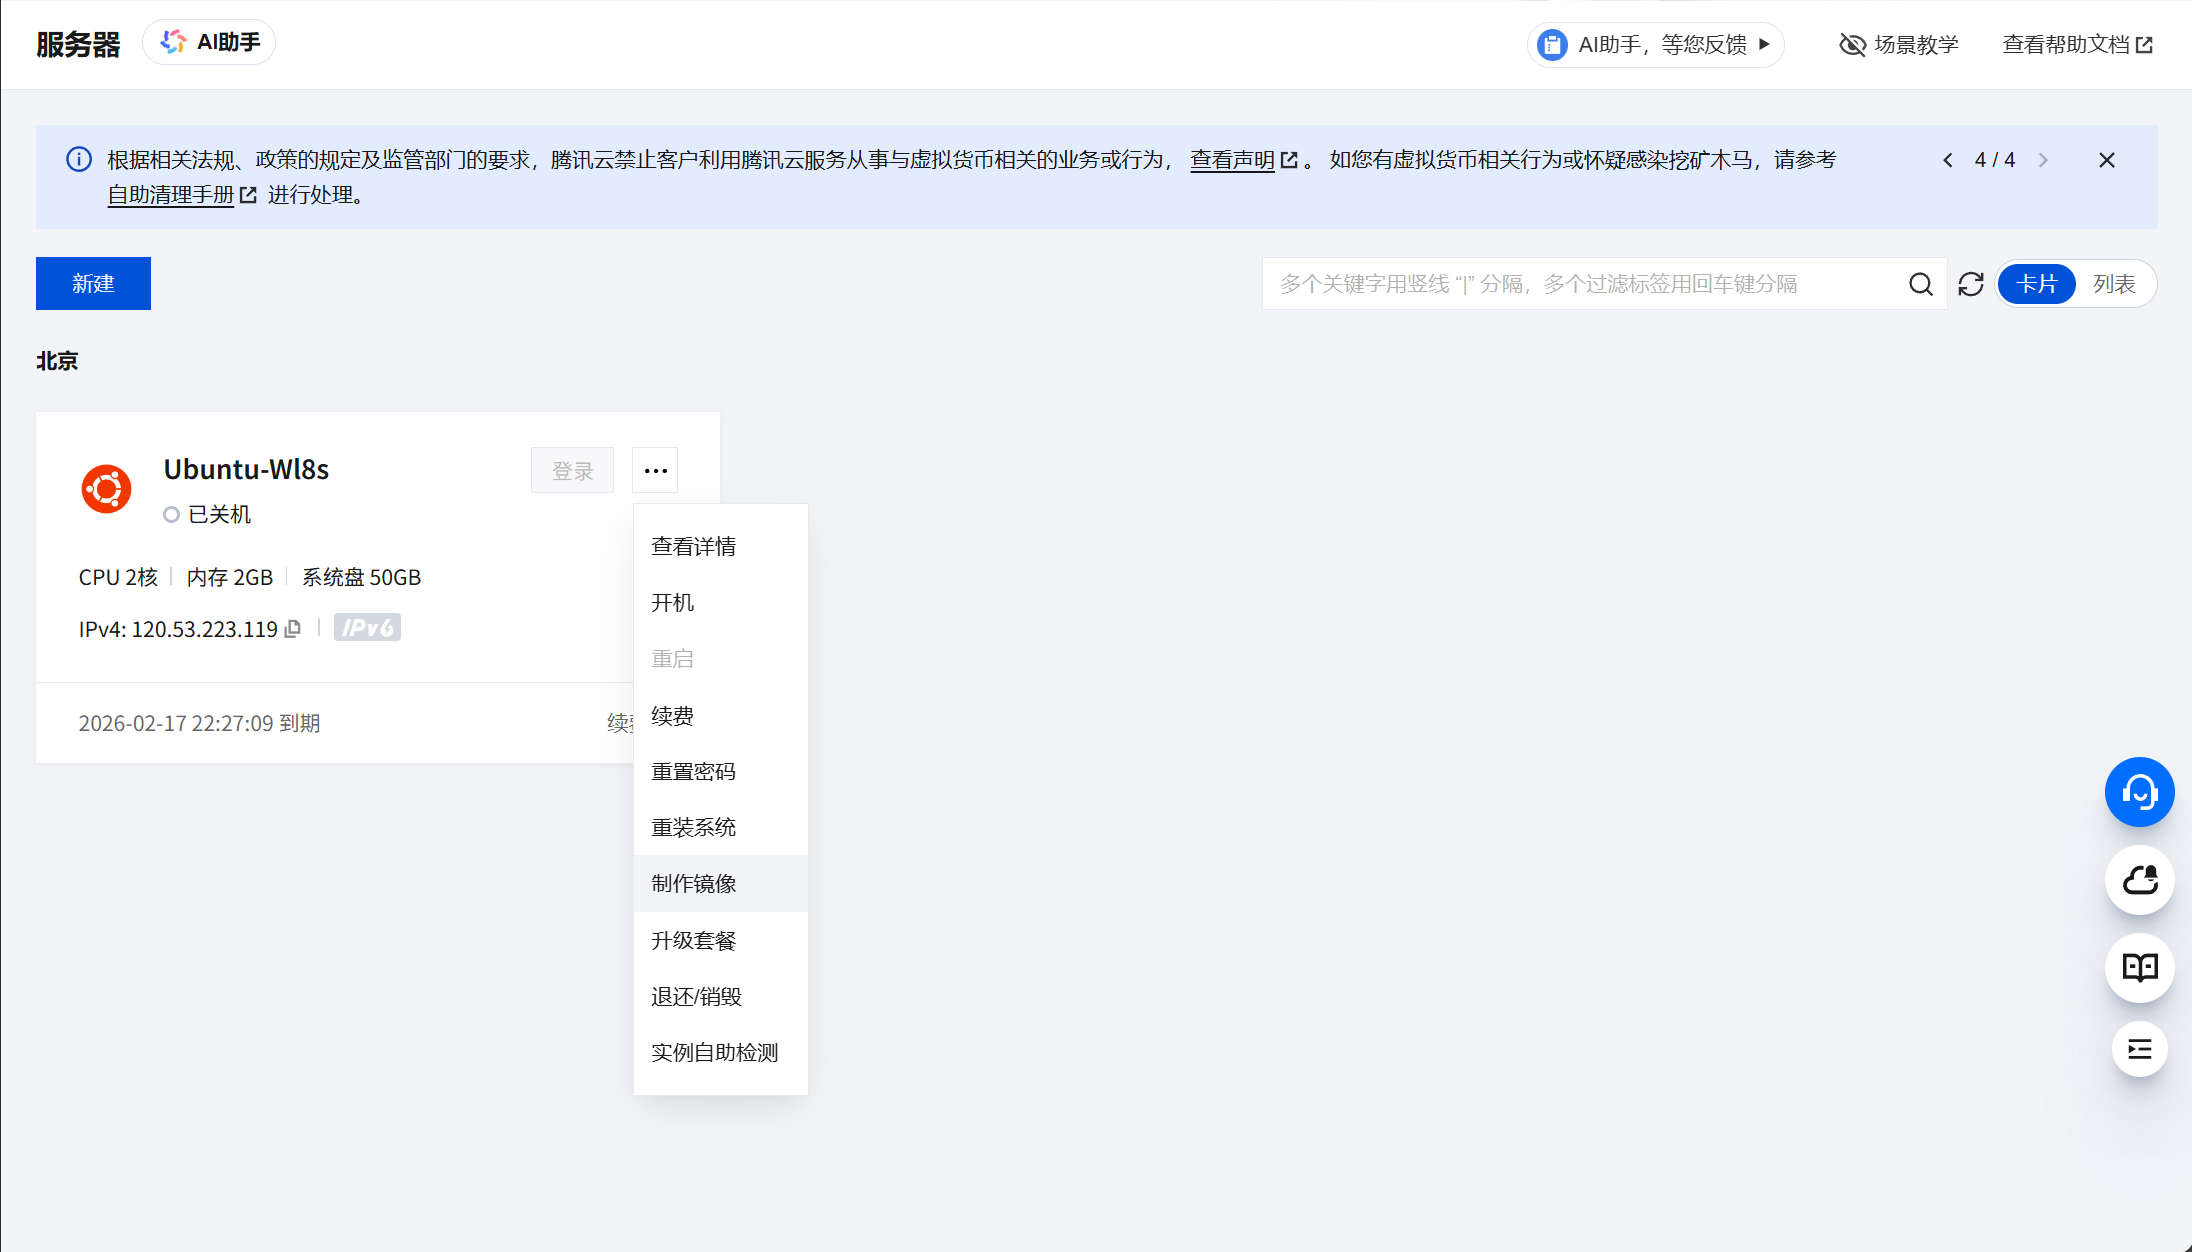 服务器
AI助手
AI助手，等您反馈
场景教学
查看帮助文档
根据相关法规、政策的规定及监管部门的要求，腾讯云禁止客户利用腾讯云服务从事与虚拟货币相关的业务或行为， 查看声明 。 如您有虚拟货币相关行为或怀疑感染挖矿木马，请参考
自助清理手册 进行处理。
4 / 4
新建
多个关键字用竖线 “|” 分隔，多个过滤标签用回车键分隔
卡片
列表
北京
Ubuntu-Wl8s
登录
已关机
CPU 2核 内存 2GB 系统盘 50GB
IPv4: 120.53.223.119
IPv6
2026-02-17 22:27:09 到期
续
查看详情
开机
重启
续费
重置密码
重装系统
制作镜像
升级套餐
退还/销毁
实例自助检测